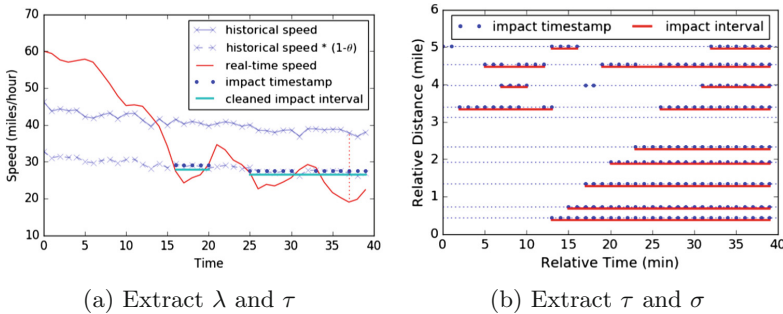 70
60
50
40
30
20
10
Speed (miles/hour)
historical speed
historical speed * (1-θ)
real-time speed
impact timestamp
cleaned impact interval
0 5 10 15 20 25 30 35 40
Time
(a) Extract λ and τ
impact timestamp impact interval
6
5
4
3
2
1
0
Relative Distance (mile)
0 5 10 15 20 25 30 35 40
Relative Time (min)
(b) Extract τ and σ